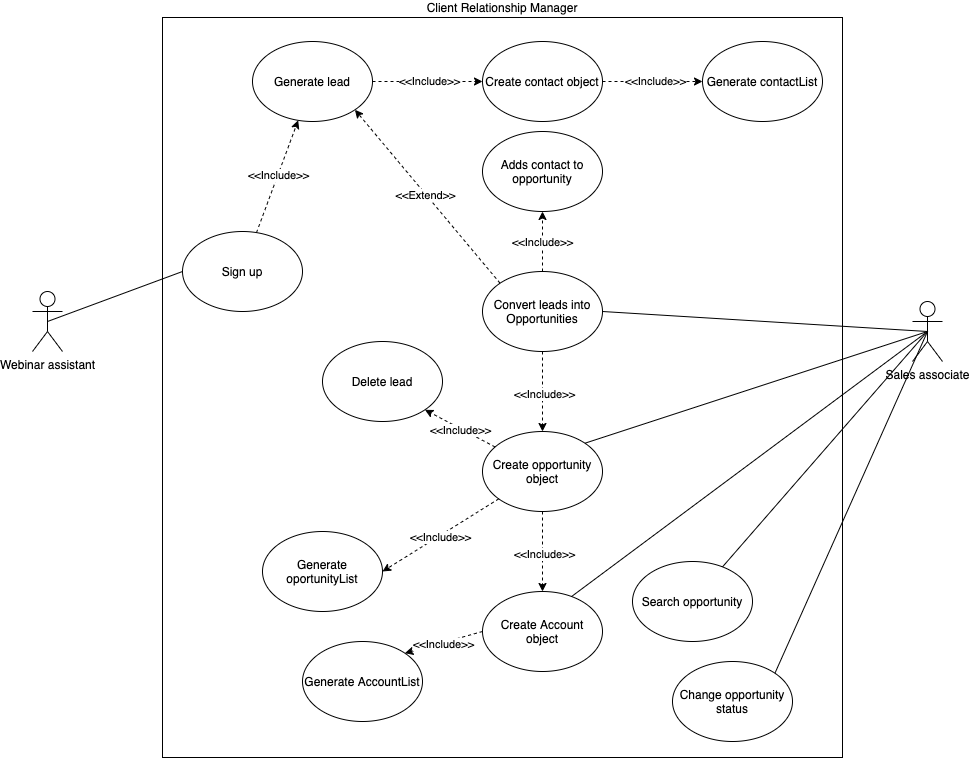 Client Relationship Manager
Generate lead
<<Include>>
Create contact object
<<Include>>
Generate contactList
Adds contact to
opportunity
<<Include>>
<<Extend>>
<<Include>>
Sign up
Convert leads into
Opportunities
Webinar assistant
Sales associate
Delete lead
<<Include>>
<<Include>>
Create opportunity
object
<<Include>>
<<Include>>
Generate
oportunityList
Search opportunity
Create Account
object
<<Include>>
Generate AccountList
Change opportunity
status